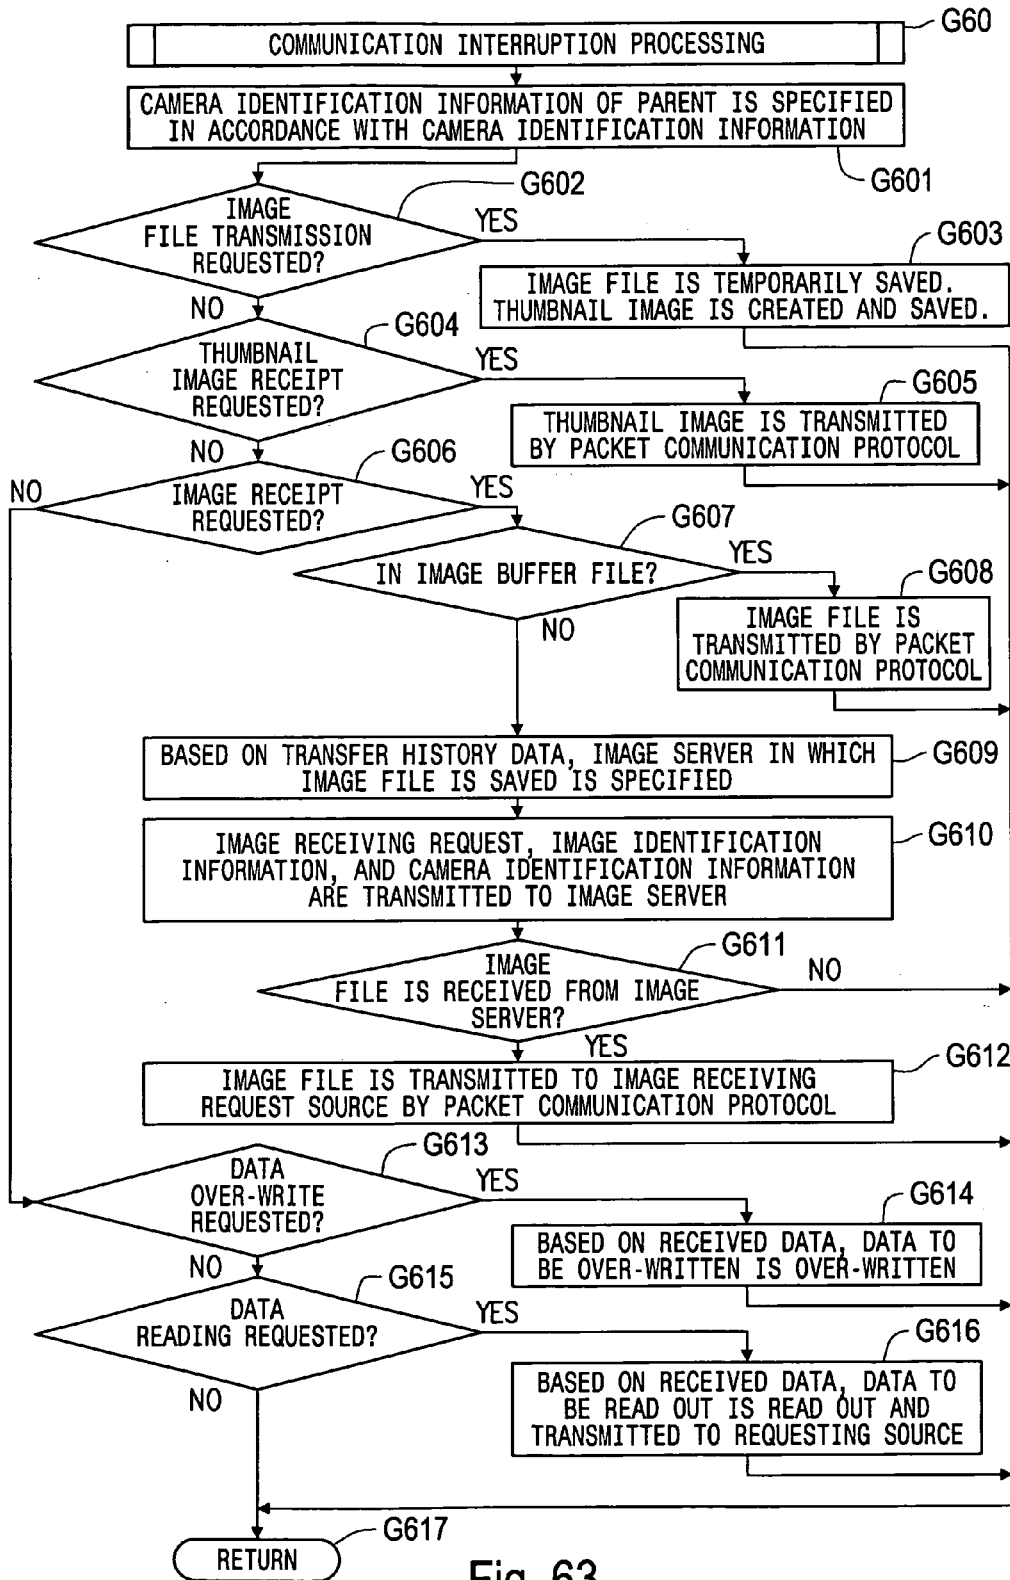 G60
COMMUNICATION INTERRUPTION PROCESSING
CAMERA IDENTIFICATION INFORMATION OF PARENT IS SPECIFIED
IN ACCORDANCE WITH CAMERA IDENTIFICATION INFORMATION
G601
G602
IMAGE
FILE TRANSMISSION
REQUESTED?
YES
NO
G603
IMAGE FILE IS TEMPORARILY SAVED.
THUMBNAIL IMAGE IS CREATED AND SAVED.
G604
THUMBNAIL
IMAGE RECEIPT
REQUESTED?
YES
NO
G605
THUMBNAIL IMAGE IS TRANSMITTED
BY PACKET COMMUNICATION PROTOCOL
G606
IMAGE RECEIPT
REQUESTED?
NO
YES
G607
IN IMAGE BUFFER FILE?
YES
NO
G608
IMAGE FILE IS
TRANSMITTED BY PACKET
COMMUNICATION PROTOCOL
BASED ON TRANSFER HISTORY DATA, IMAGE SERVER IN WHICH
IMAGE FILE IS SAVED IS SPECIFIED
G609
IMAGE RECEIVING REQUEST, IMAGE IDENTIFICATION
INFORMATION, AND CAMERA IDENTIFICATION INFORMATION
ARE TRANSMITTED TO IMAGE SERVER
G610
G611
IMAGE
FILE IS RECEIVED FROM IMAGE
SERVER?
NO
YES
G612
IMAGE FILE IS TRANSMITTED TO IMAGE RECEIVING
REQUEST SOURCE BY PACKET COMMUNICATION PROTOCOL
G613
DATA
OVER-WRITE
REQUESTED?
YES
NO
G614
BASED ON RECEIVED DATA, DATA TO
BE OVER-WRITTEN IS OVER-WRITTEN
G615
DATA
READING REQUESTED?
YES
NO
G616
BASED ON RECEIVED DATA, DATA TO
BE READ OUT IS READ OUT AND
TRANSMITTED TO REQUESTING SOURCE
G617
RETURN
Fig. 63